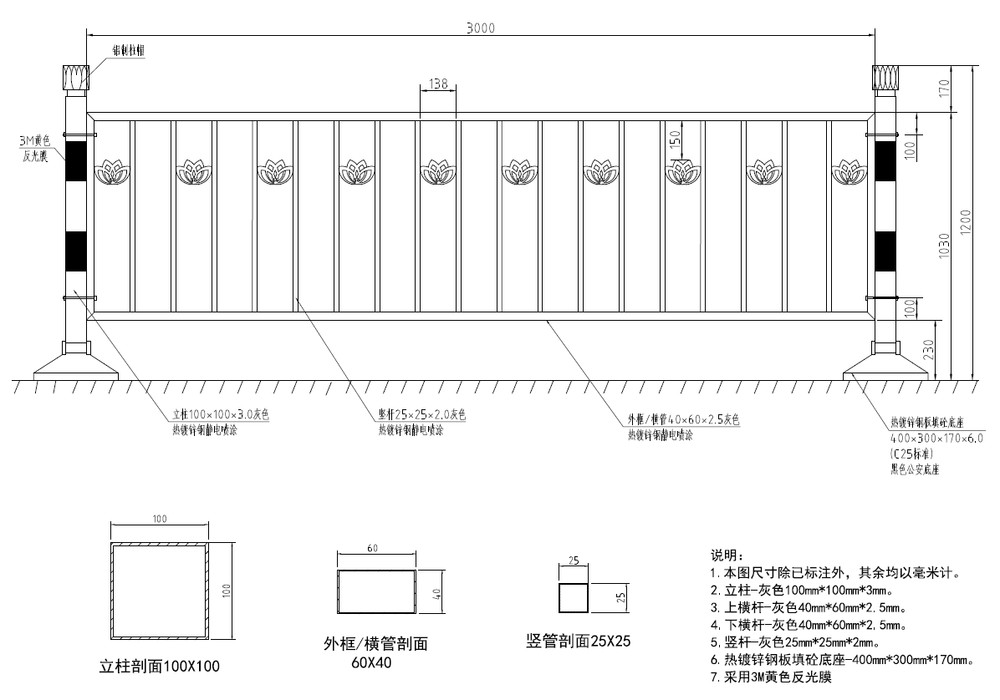 3000
铝制柱帽
138
170
3M黄色
反光膜
150
100
1200
1030
100
230
立柱100×100×3.0灰色
热镀锌钢静电喷涂
竖杆25×25×2.0灰色
热镀锌钢静电喷涂
外框/横管40×60×2.5灰色
热镀锌钢静电喷涂
热镀锌钢板填砼底座
400×300×170×6.0
(C25标准)
黑色公安底座
100
100
立柱剖面100X100
60
40
外框/横管剖面
60X40
25
25
竖管剖面25X25
说明：
1.本图尺寸除已标注外，其余均以毫米计。
2.立柱-灰色100mm*100mm*3mm。
3.上横杆-灰色40mm*60mm*2.5mm。
4.下横杆-灰色40mm*60mm*2.5mm。
5.竖杆-灰色25mm*25mm*2mm。
6.热镀锌钢板填砼底座-400mm*300mm*170mm。
7.采用3M黄色反光膜